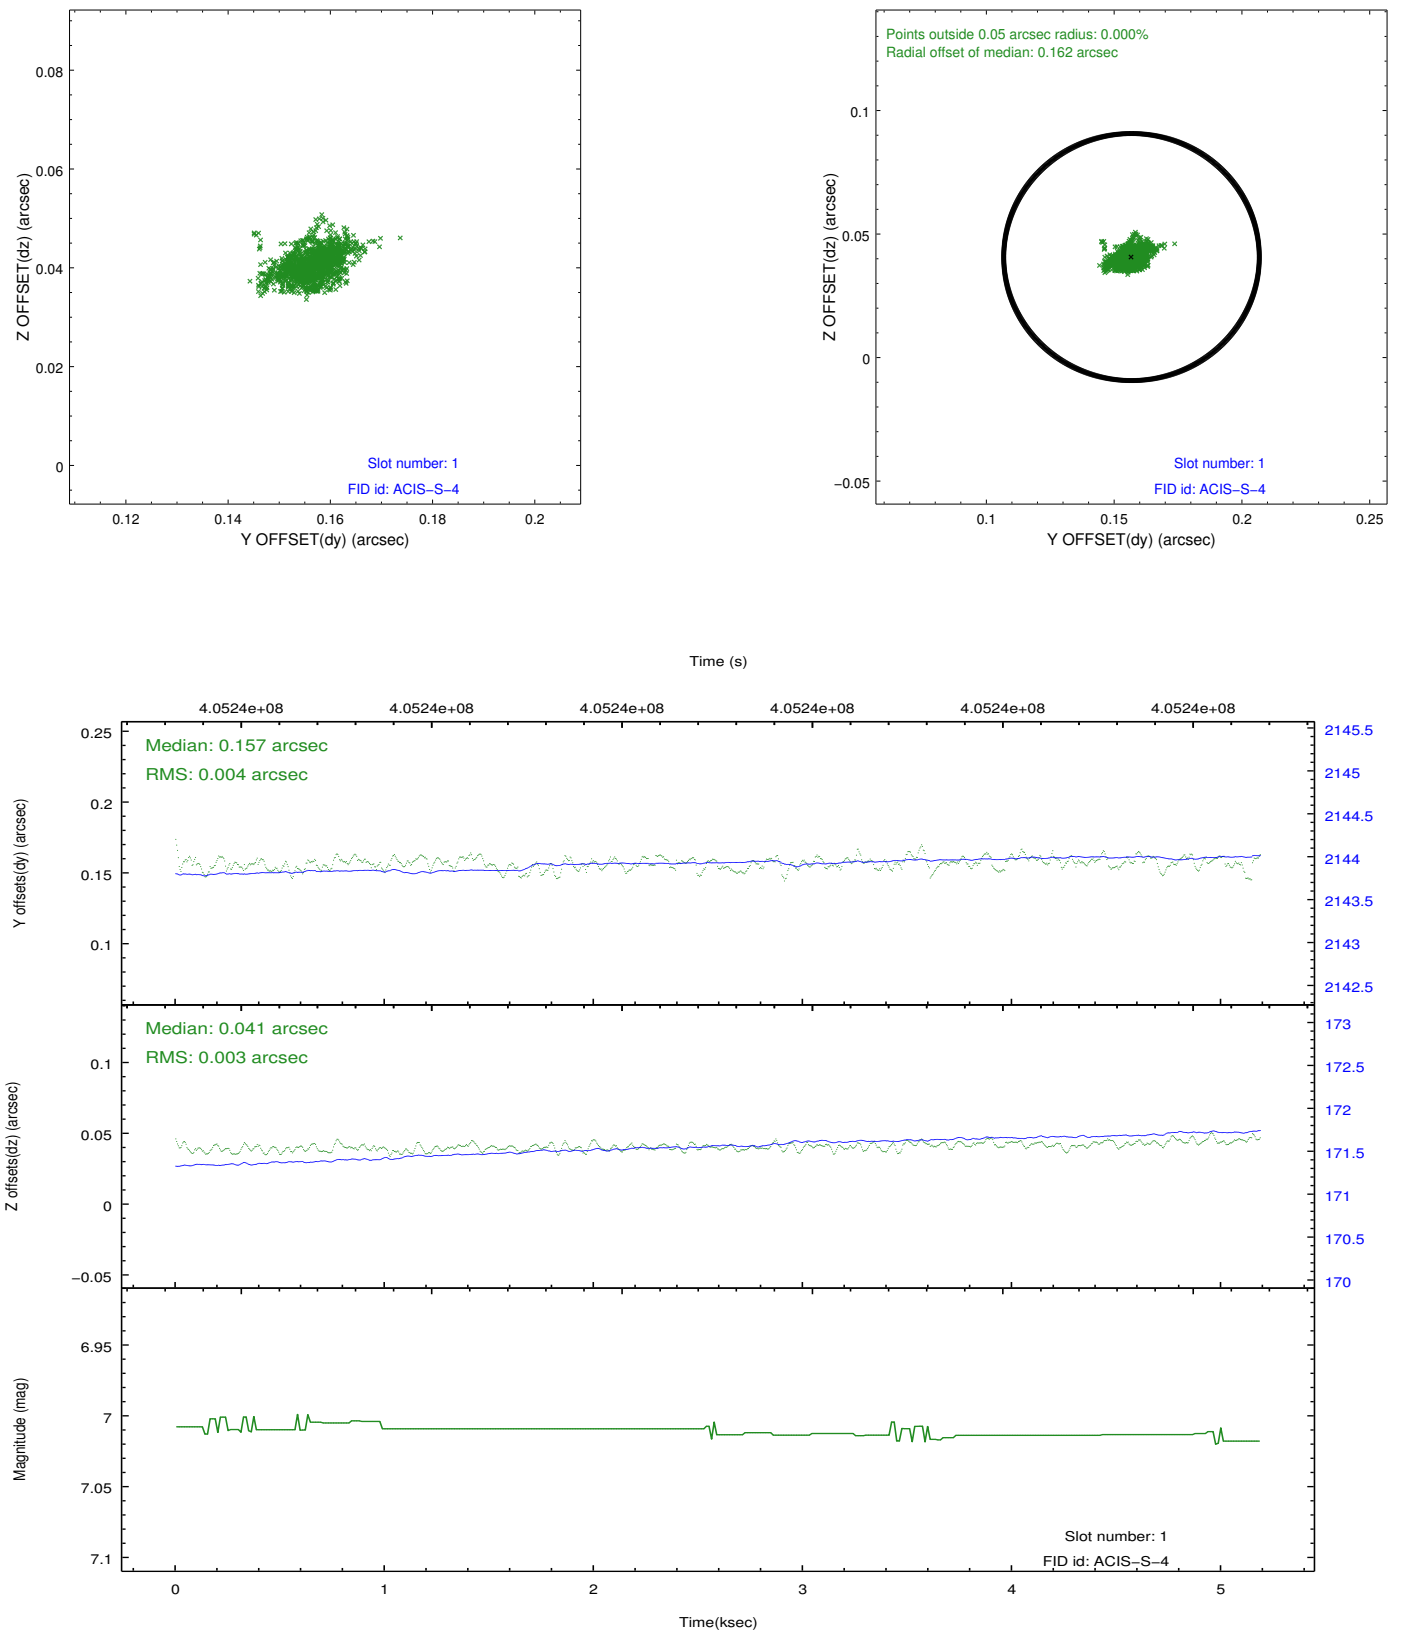 0.08
0.06
0.04
0.02
0
Z OFFSET(dz) (arcsec)
Slot number: 1
FID id: ACIS−S−4
0.12 0.14 0.16 0.18 0.2
Y OFFSET(dy) (arcsec)
Points outside 0.05 arcsec radius: 0.000%
Radial offset of median: 0.162 arcsec
0.1
0.05
0
−0.05
Z OFFSET(dz) (arcsec)
Slot number: 1
FID id: ACIS−S−4
0.1 0.15 0.2 0.25
Y OFFSET(dy) (arcsec)
Time (s)
4.0524e+08 4.0524e+08 4.0524e+08 4.0524e+08 4.0524e+08 4.0524e+08
Median: 0.157 arcsec
RMS: 0.004 arcsec
0.25
0.2
0.15
0.1
Y offsets(dy) (arcsec)
2145.5
2145
2144.5
2144
2143.5
2143
2142.5
Median: 0.041 arcsec
RMS: 0.003 arcsec
0.1
0.05
0
−0.05
Z offsets(dz) (arcsec)
173
172.5
172
171.5
171
170.5
170
6.95
7
7.05
7.1
Magnitude (mag)
Slot number: 1
FID id: ACIS−S−4
0 1 2 3 4 5
Time(ksec)